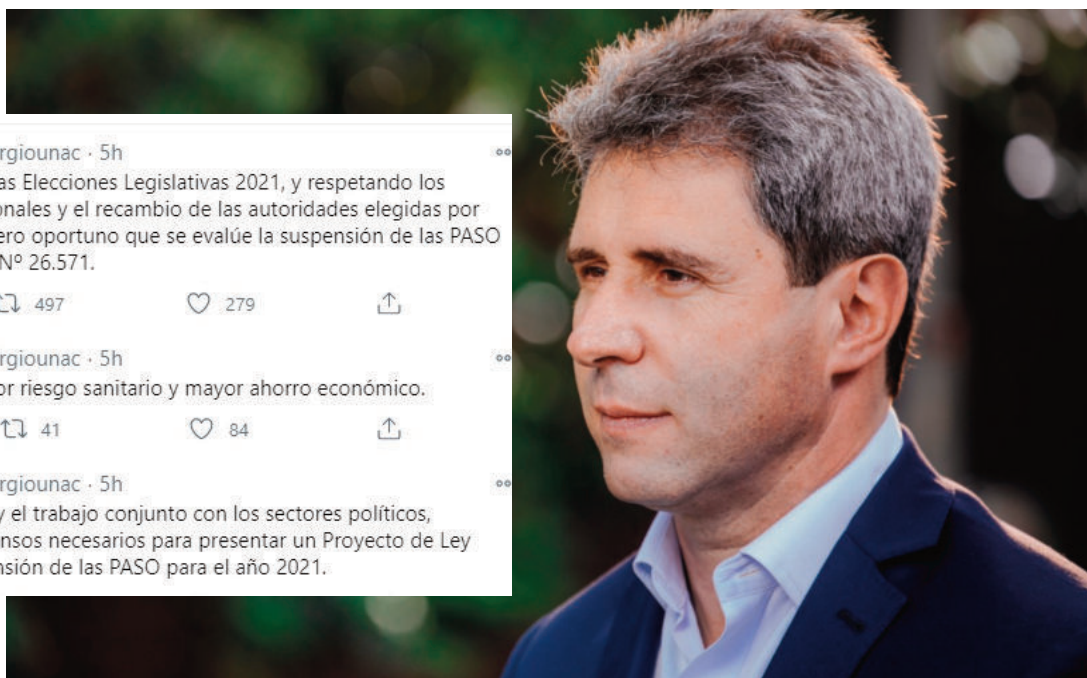 rgiounac · 5h
as Elecciones Legislativas 2021, y respetando los
onales y el recambio de las autoridades elegidas por
ero oportuno que se evalúe la suspensión de las PASO
Nº 26.571.
497 279
rgiounac · 5h
or riesgo sanitario y mayor ahorro económico.
41 84
rgiounac · 5h
y el trabajo conjunto con los sectores políticos,
nsos necesarios para presentar un Proyecto de Ley
nsión de las PASO para el año 2021.